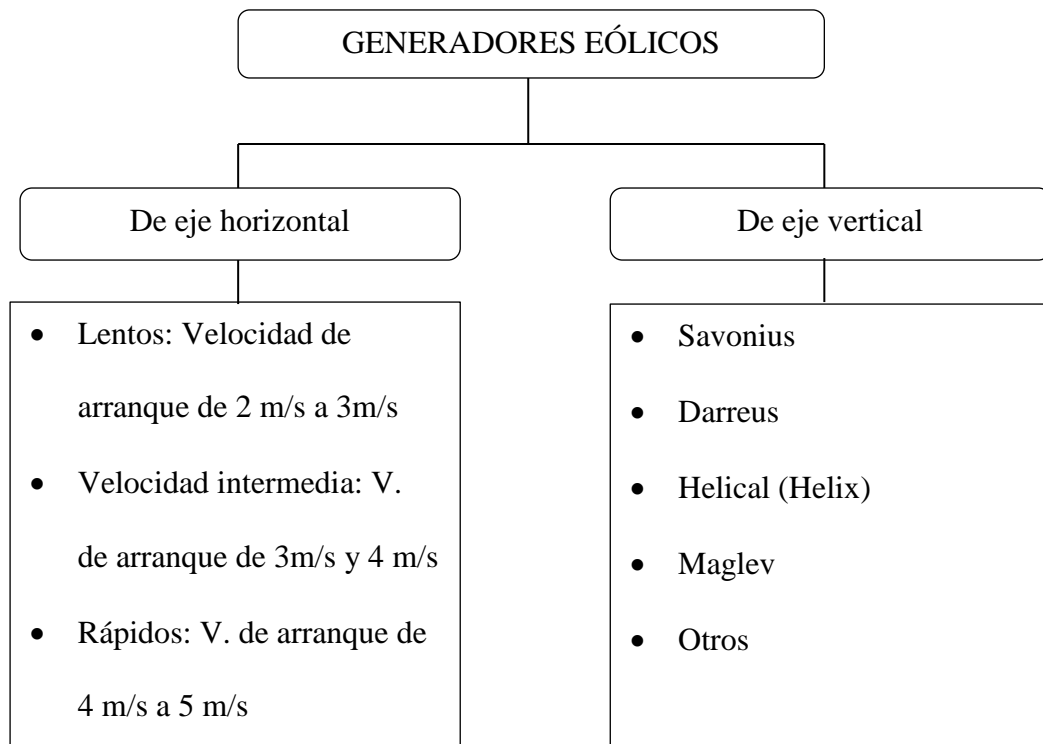 GENERADORES EÓLICOS
De eje horizontal
De eje vertical
• Lentos: Velocidad de
arranque de 2 m/s a 3m/s
• Velocidad intermedia: V.
de arranque de 3m/s y 4 m/s
• Rápidos: V. de arranque de
4 m/s a 5 m/s
• Savonius
• Darreus
• Helical (Helix)
• Maglev
• Otros